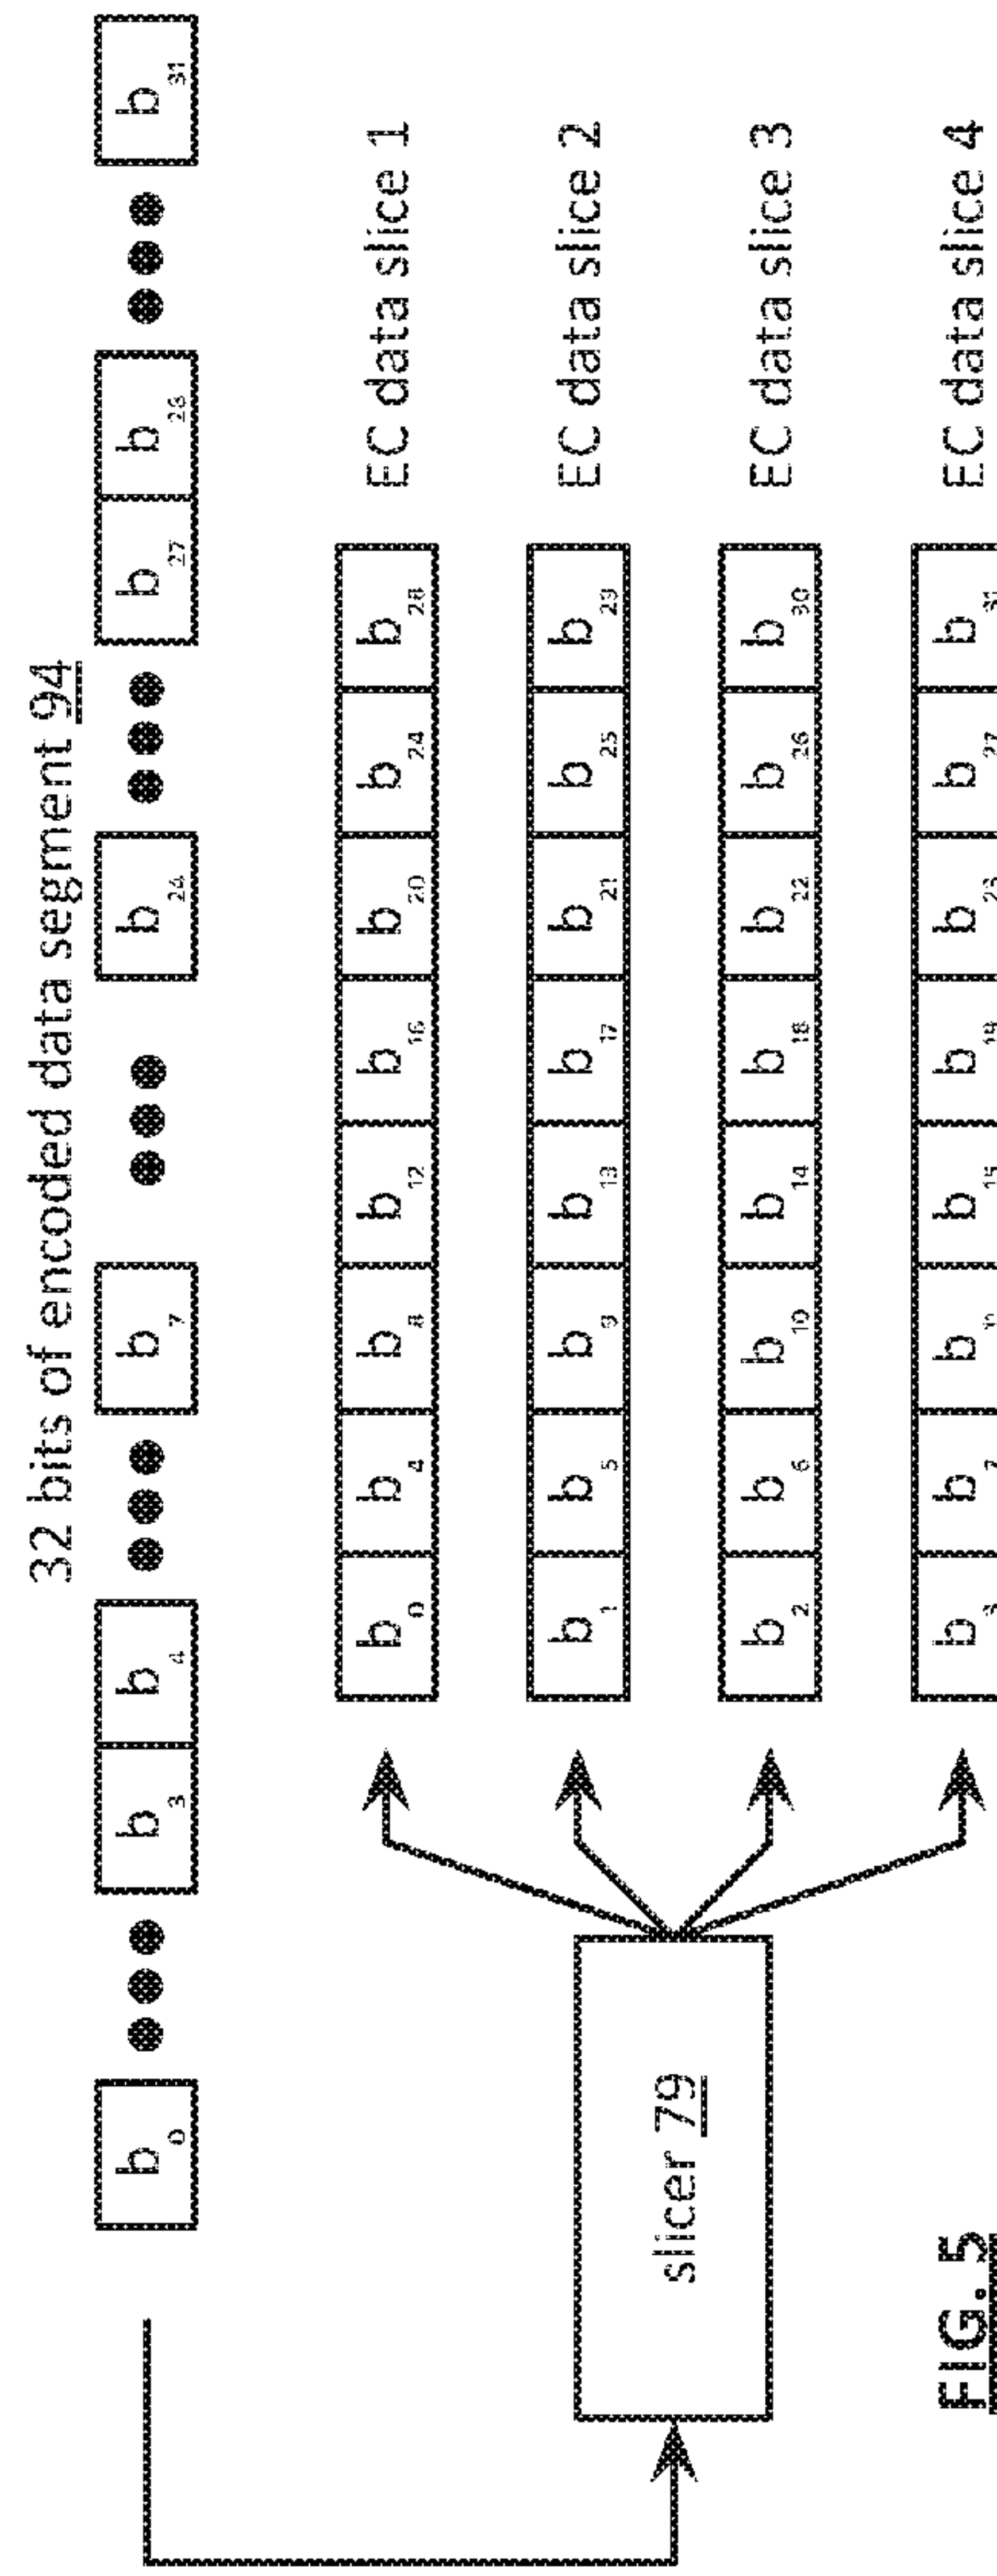 32 bits of encoded data segment 94
b0 ••• b3 b4 ••• b7 ••• b24 ••• b27 b28 ••• b31
b0 b4 b8 b12 b16 b20 b24 b28 EC data slice 1
b1 b5 b9 b13 b17 b21 b25 b29 EC data slice 2
slicer 79
b2 b6 b10 b14 b18 b22 b26 b30 EC data slice 3
b3 b7 b11 b15 b19 b23 b27 b31 EC data slice 4
FIG. 5